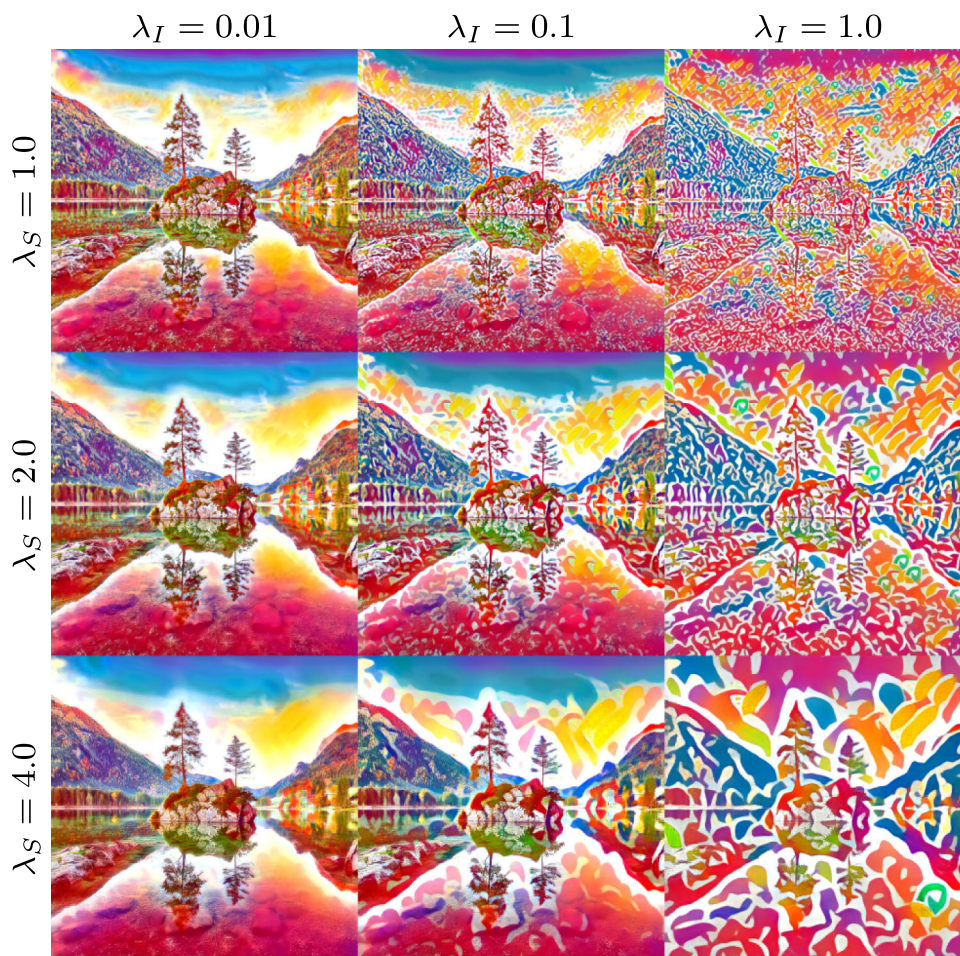 λ_I = 0.01
λ_I = 0.1
λ_I = 1.0
λ_S = 1.0
λ_S = 2.0
λ_S = 4.0